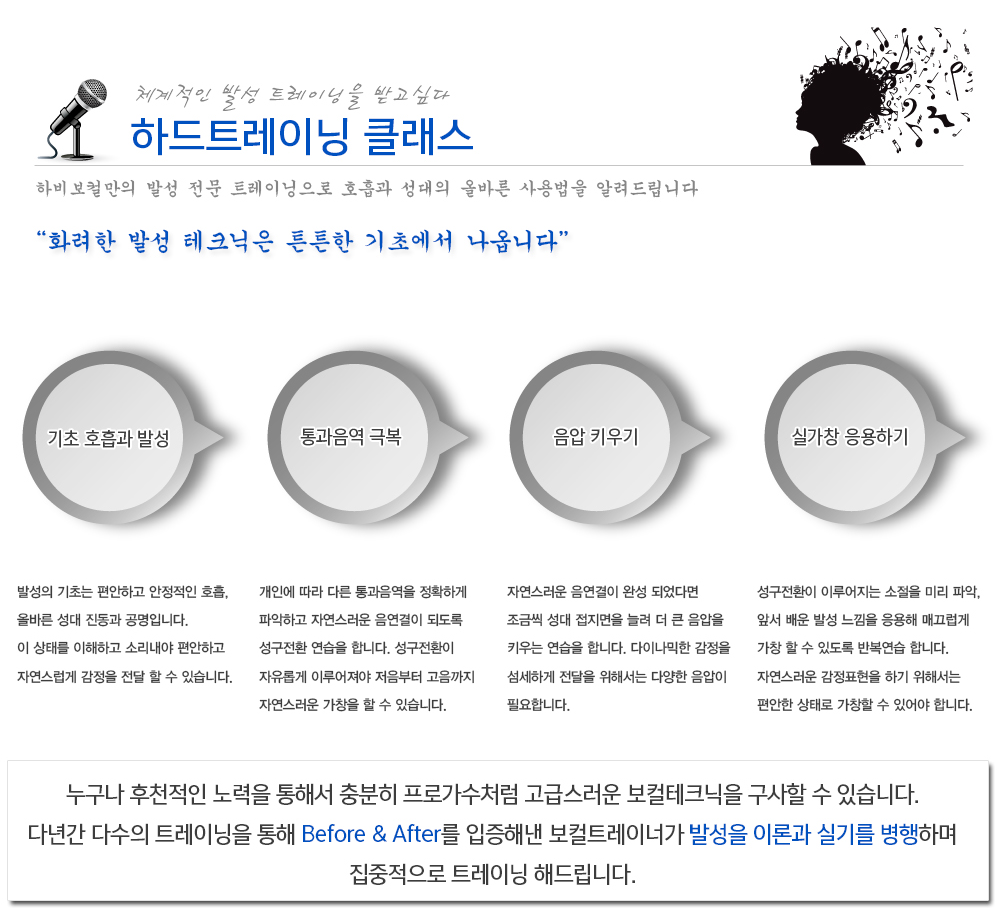 체계적인 발성 트레이닝을 받고싶다
하드트레이닝 클래스
하비보컬만의 발성 전문 트레이닝으로 호흡과 성대의 올바른 사용법을 알려드립니다
“화려한 발성 테크닉은 튼튼한 기초에서 나옵니다”
기초 호흡과 발성
통과음역 극복
음압 키우기
실가창 응용하기
발성의 기초는 편안하고 안정적인 호흡,
올바른 성대 진동과 공명입니다.
이 상태를 이해하고 소리내야 편안하고
자연스럽게 감정을 전달 할 수 있습니다.
개인에 따라 다른 통과음역을 정확하게
파악하고 자연스러운 음연결이 되도록
성구전환 연습을 합니다. 성구전환이
자유롭게 이루어져야 저음부터 고음까지
자연스러운 가창을 할 수 있습니다.
자연스러운 음연결이 완성 되었다면
조금씩 성대 접지면을 늘려 더 큰 음압을
키우는 연습을 합니다. 다이나믹한 감정을
섬세하게 전달을 위해서는 다양한 음압이
필요합니다.
성구전환이 이루어지는 소절을 미리 파악,
앞서 배운 발성 느낌을 응용해 매끄럽게
가창 할 수 있도록 반복연습 합니다.
자연스러운 감정표현을 하기 위해서는
편안한 상태로 가창할 수 있어야 합니다.
누구나 후천적인 노력을 통해서 충분히 프로가수처럼 고급스러운 보컬테크닉을 구사할 수 있습니다.
다년간 다수의 트레이닝을 통해 Before & After를 입증해낸 보컬트레이너가 발성을 이론과 실기를 병행하며
집중적으로 트레이닝 해드립니다.